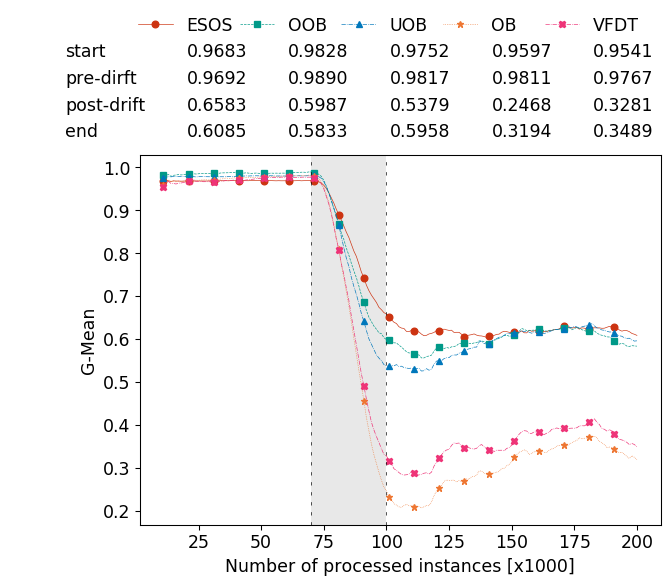 ESOS OOB UOB OB VFDT
start 0.9683 0.9828 0.9752 0.9597 0.9541
pre-dirft 0.9692 0.9890 0.9817 0.9811 0.9767
post-drift 0.6583 0.5987 0.5379 0.2468 0.3281
end 0.6085 0.5833 0.5958 0.3194 0.3489
1.0
0.9
0.8
0.7
0.6
0.5
0.4
0.3
0.2
G-Mean
25 50 75 100 125 150 175 200
Number of processed instances [x1000]